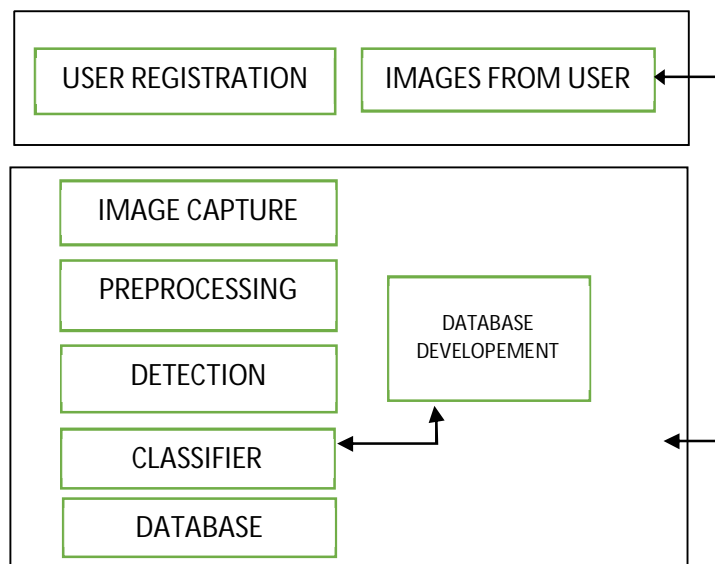 USER REGISTRATION
IMAGES FROM USER
IMAGE CAPTURE
PREPROCESSING
DETECTION
CLASSIFIER
DATABASE
DATABASE
DEVELOPEMENT